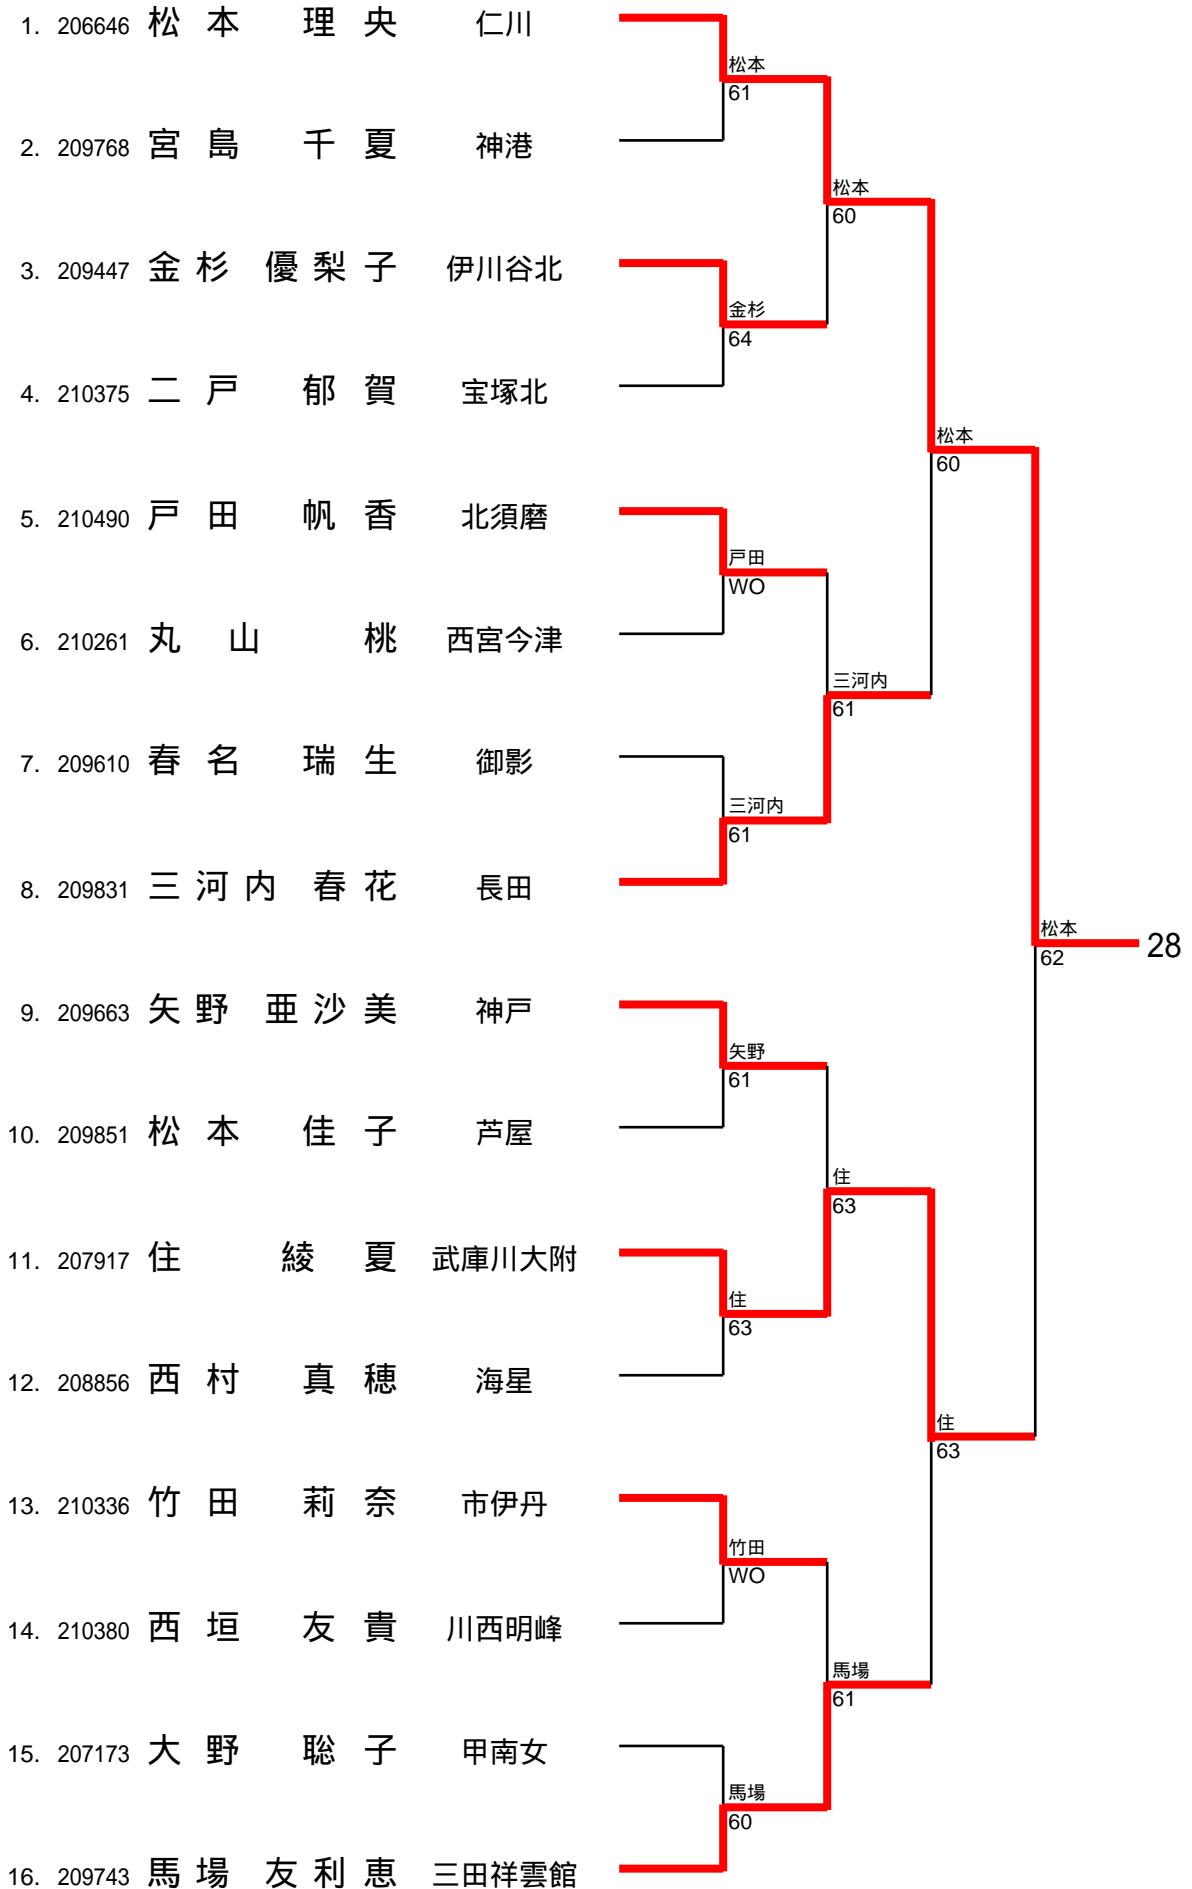 1. 206646 松本 理央 仁川
松本
61
2. 209768 宮島 千夏 神港
松本
60
3. 209447 金杉 優梨子 伊川谷北
金杉
64
4. 210375 二戸 郁賀 宝塚北
松本
60
5. 210490 戸田 帆香 北須磨
戸田
WO
6. 210261 丸山 桃 西宮今津
三河内
61
7. 209610 春名 瑞生 御影
三河内
61
8. 209831 三河内 春花 長田
松本
62
28
9. 209663 矢野 亜沙美 神戸
矢野
61
10. 209851 松本 佳子 芦屋
住
63
11. 207917 住 綾夏 武庫川大附
住
63
12. 208856 西村 真穂 海星
住
63
13. 210336 竹田 莉奈 市伊丹
竹田
WO
14. 210380 西垣 友貴 川西明峰
馬場
61
15. 207173 大野 聡子 甲南女
馬場
60
16. 209743 馬場 友利恵 三田祥雲館